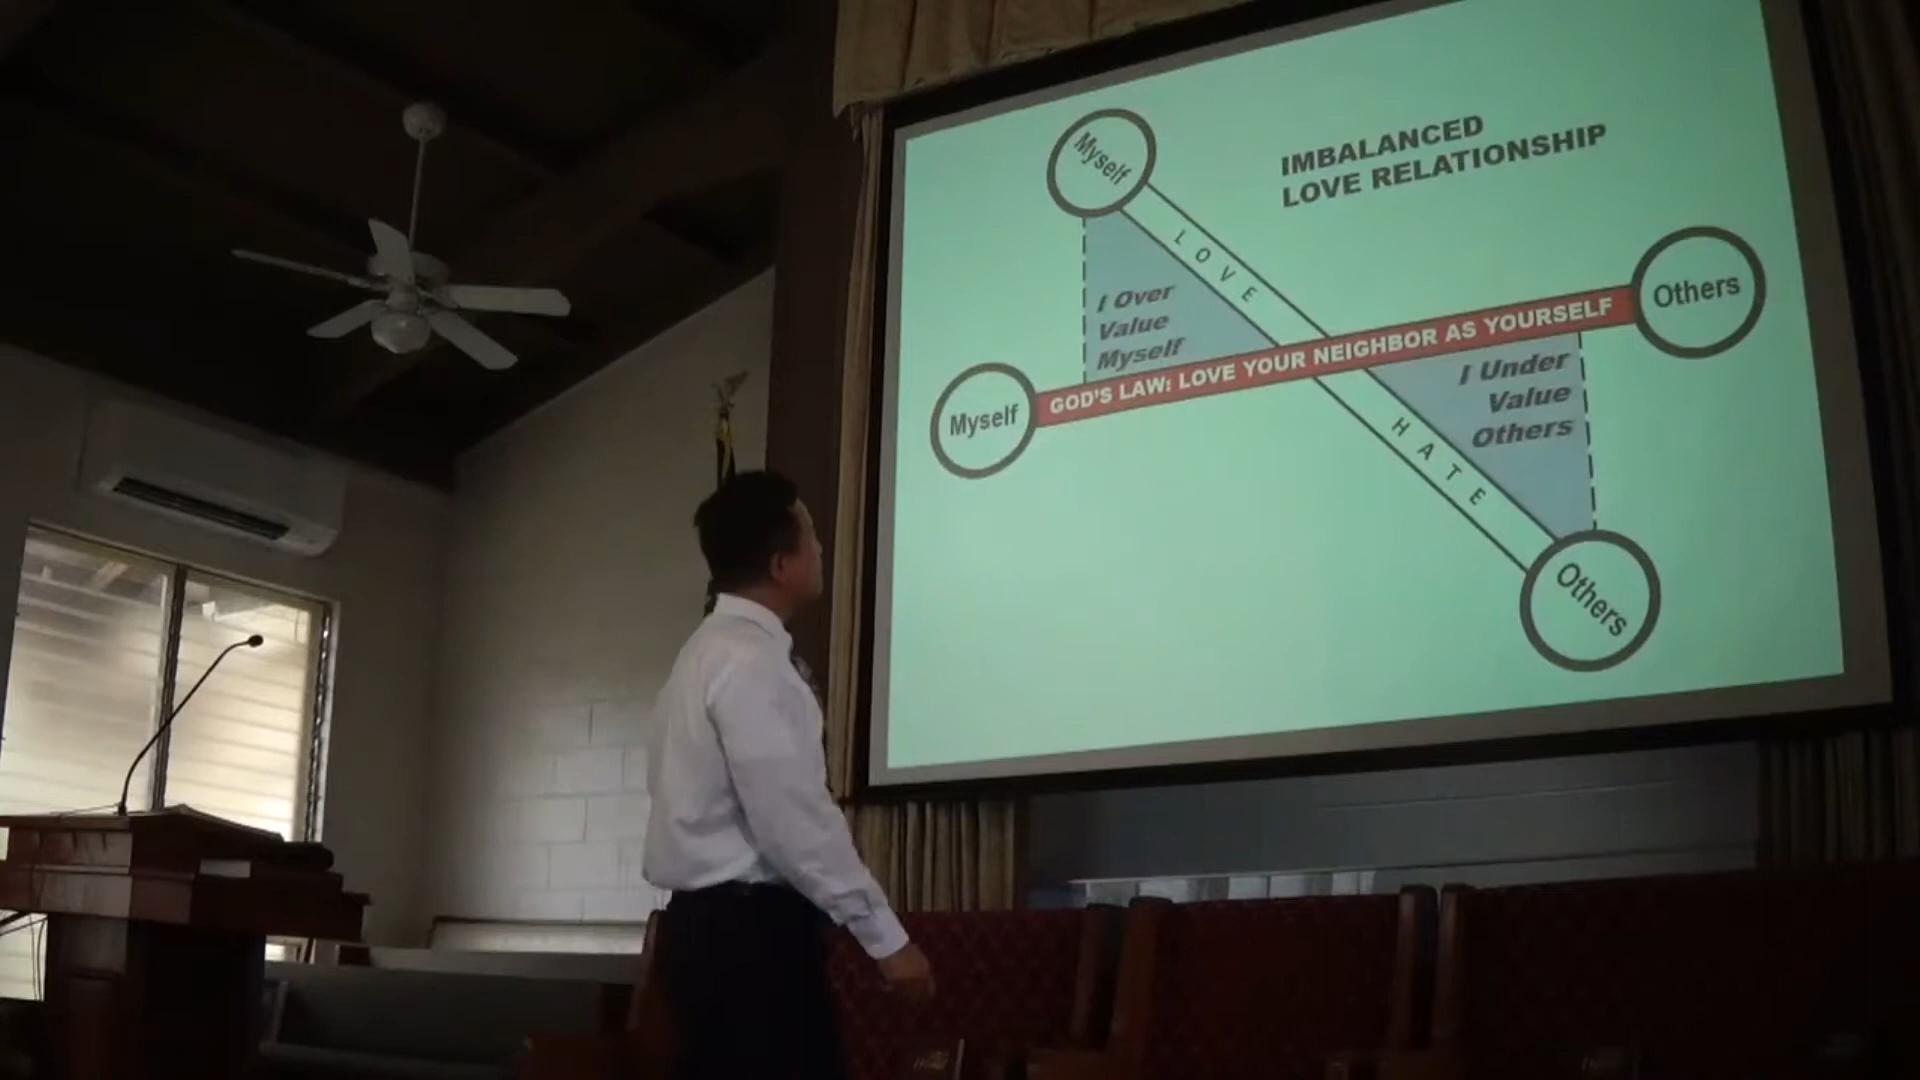 IMBALANCED
LOVE RELATIONSHIP
Myself
LOVE
I Over
Value
Myself
Others
Myself
GOD'S LAW: LOVE YOUR NEIGHBOR AS YOURSELF
I Under
Value
Others
HATE
Others